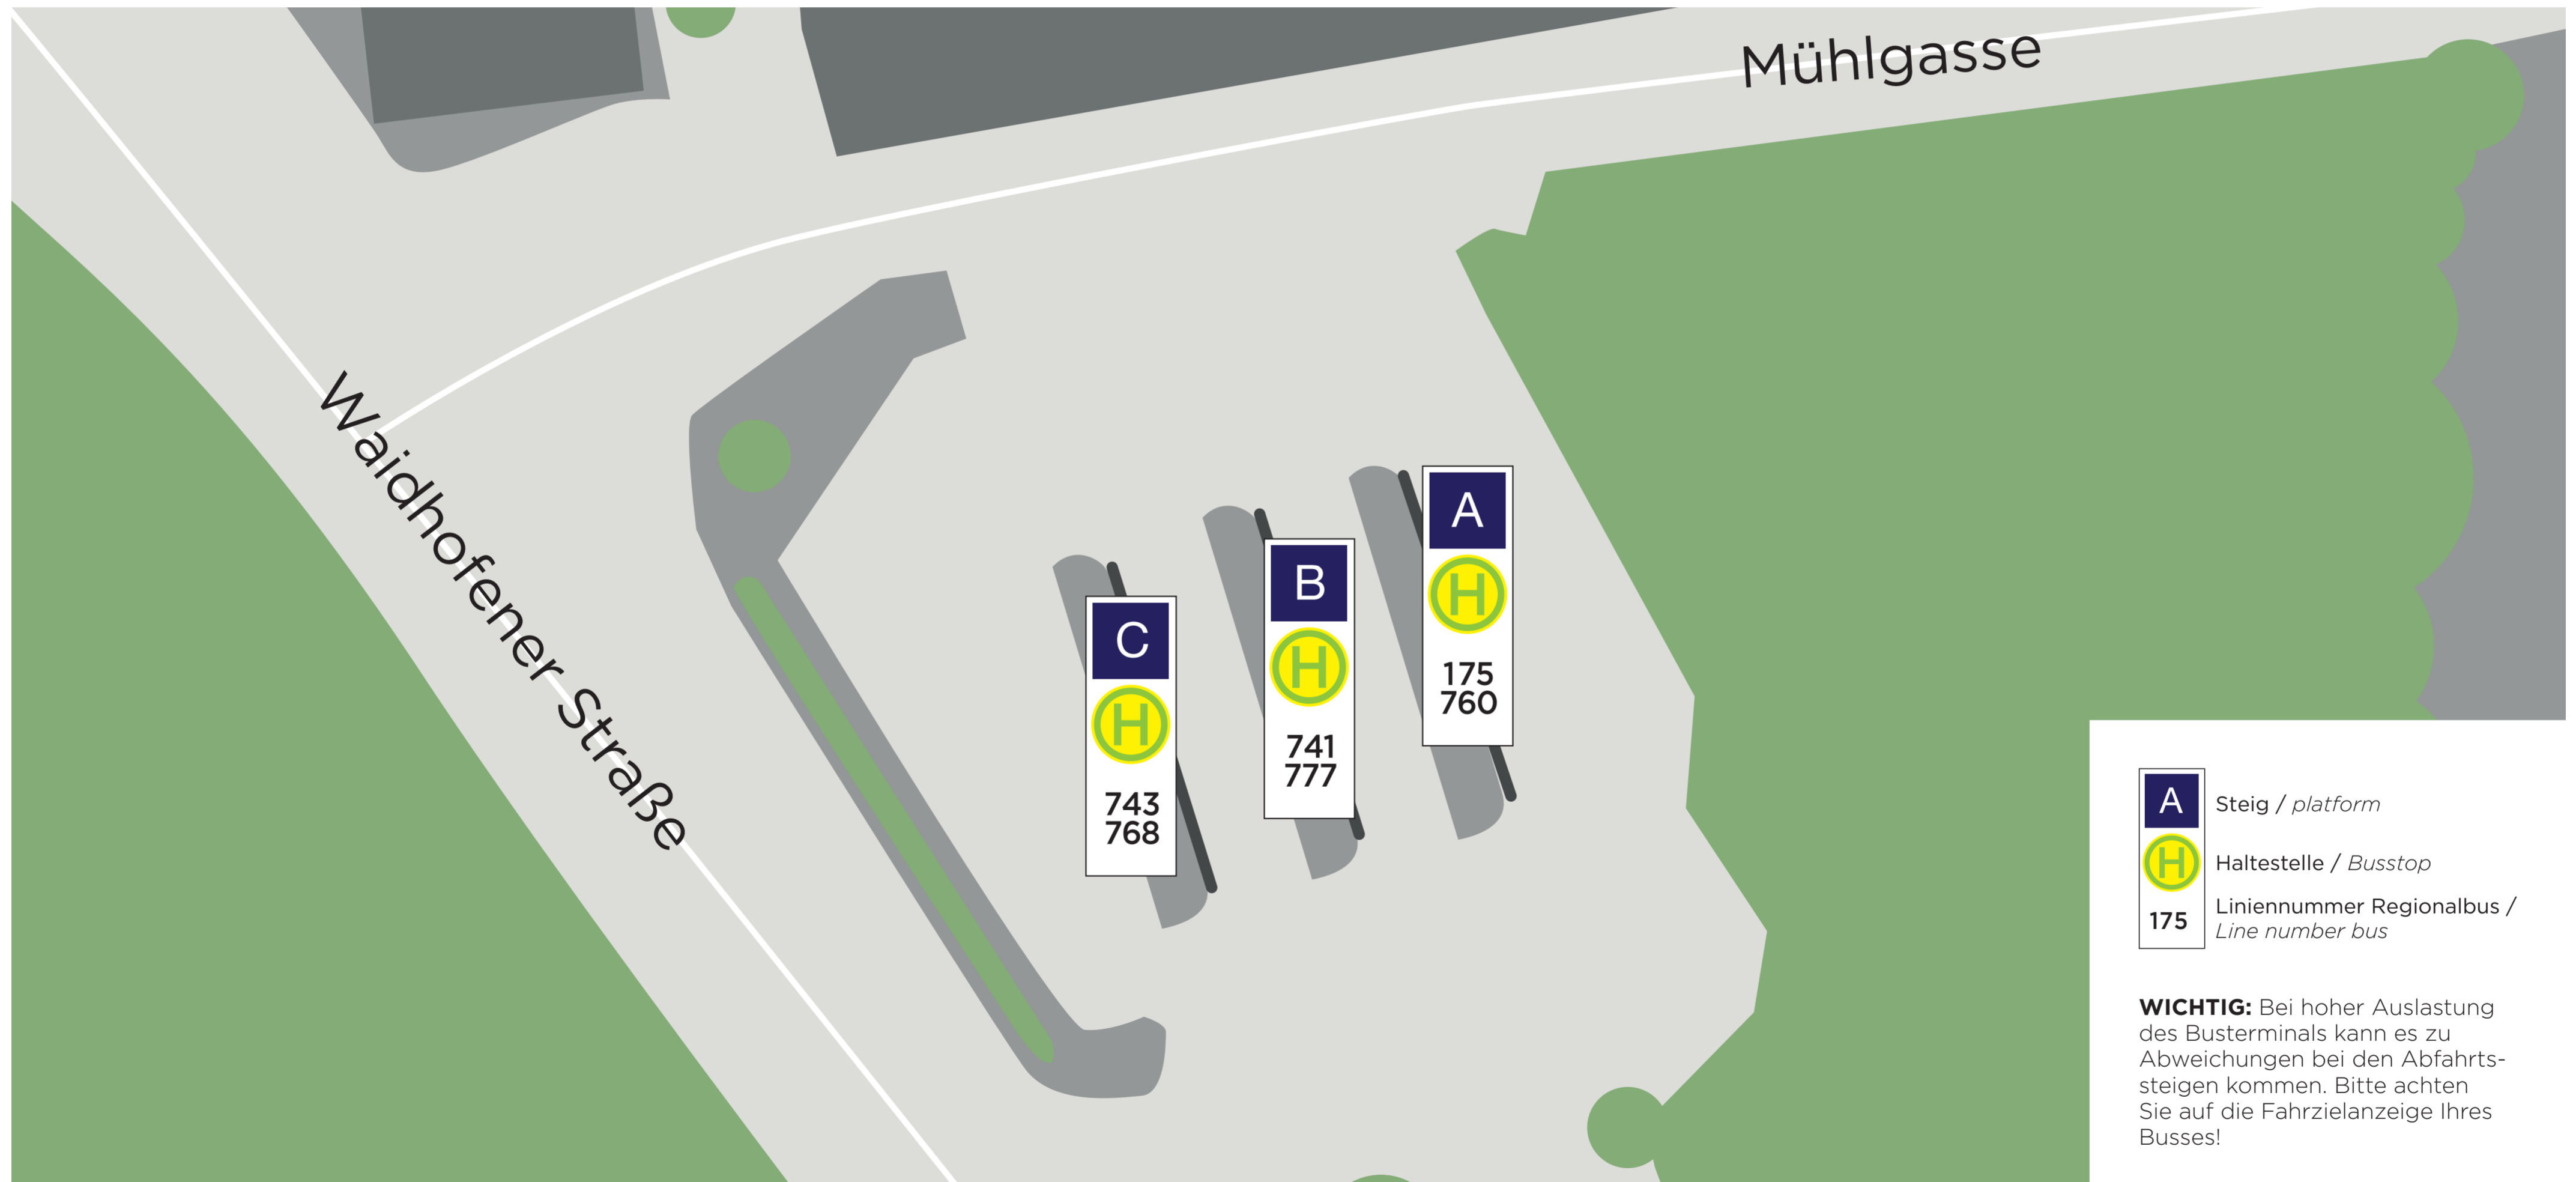 Mühlgasse
Waidhofener Straße
A
H
175
760
B
H
741
777
C
H
743
768
A
Steig / platform
H
Haltestelle / Busstop
175
Liniennummer Regionalbus /
Line number bus
WICHTIG: Bei hoher Auslastung
des Busterminals kann es zu
Abweichungen bei den Abfahrts-
steigen kommen. Bitte achten
Sie auf die Fahrzielanzeige Ihres
Busses!